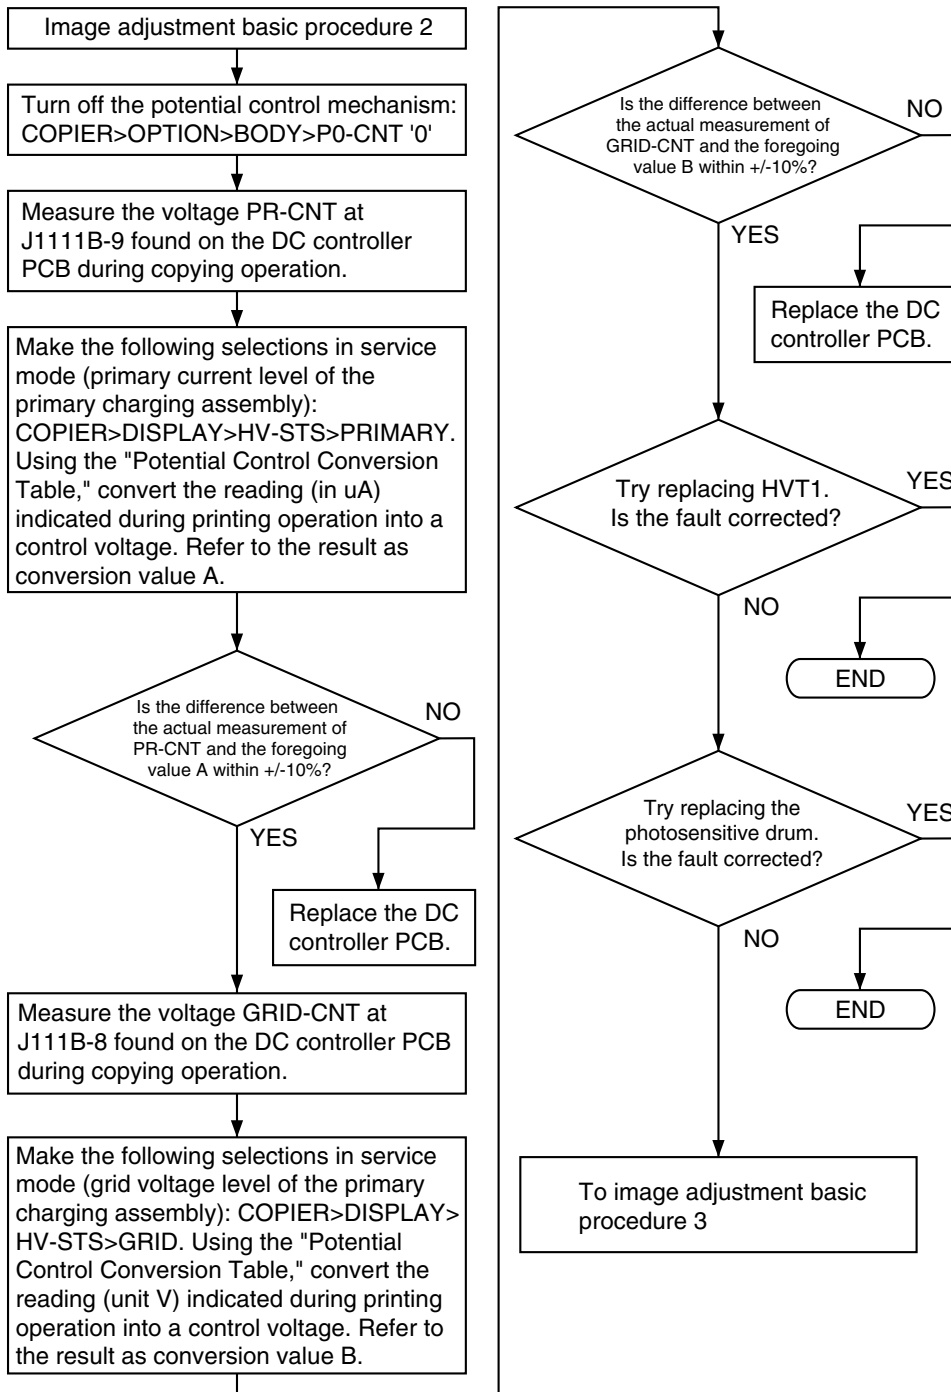 Image adjustment basic procedure 2
Turn off the potential control mechanism:
COPIER>OPTION>BODY>P0-CNT '0'
Measure the voltage PR-CNT at
J1111B-9 found on the DC controller
PCB during copying operation.
Make the following selections in service
mode (primary current level of the
primary charging assembly):
COPIER>DISPLAY>HV-STS>PRIMARY.
Using the "Potential Control Conversion
Table," convert the reading (in uA)
indicated during printing operation into a
control voltage. Refer to the result as
conversion value A.
Is the difference between
the actual measurement of
PR-CNT and the foregoing
value A within +/-10%?
NO
YES
Replace the DC
controller PCB.
Measure the voltage GRID-CNT at
J111B-8 found on the DC controller PCB
during copying operation.
Make the following selections in service
mode (grid voltage level of the primary
charging assembly): COPIER>DISPLAY>
HV-STS>GRID. Using the "Potential
Control Conversion Table," convert the
reading (unit V) indicated during printing
operation into a control voltage. Refer to
the result as conversion value B.
Is the difference between
the actual measurement of
GRID-CNT and the foregoing
value B within +/-10%?
NO
YES
Replace the DC
controller PCB.
Try replacing HVT1.
Is the fault corrected?
YES
NO
END
Try replacing the
photosensitive drum.
Is the fault corrected?
YES
NO
END
To image adjustment basic
procedure 3